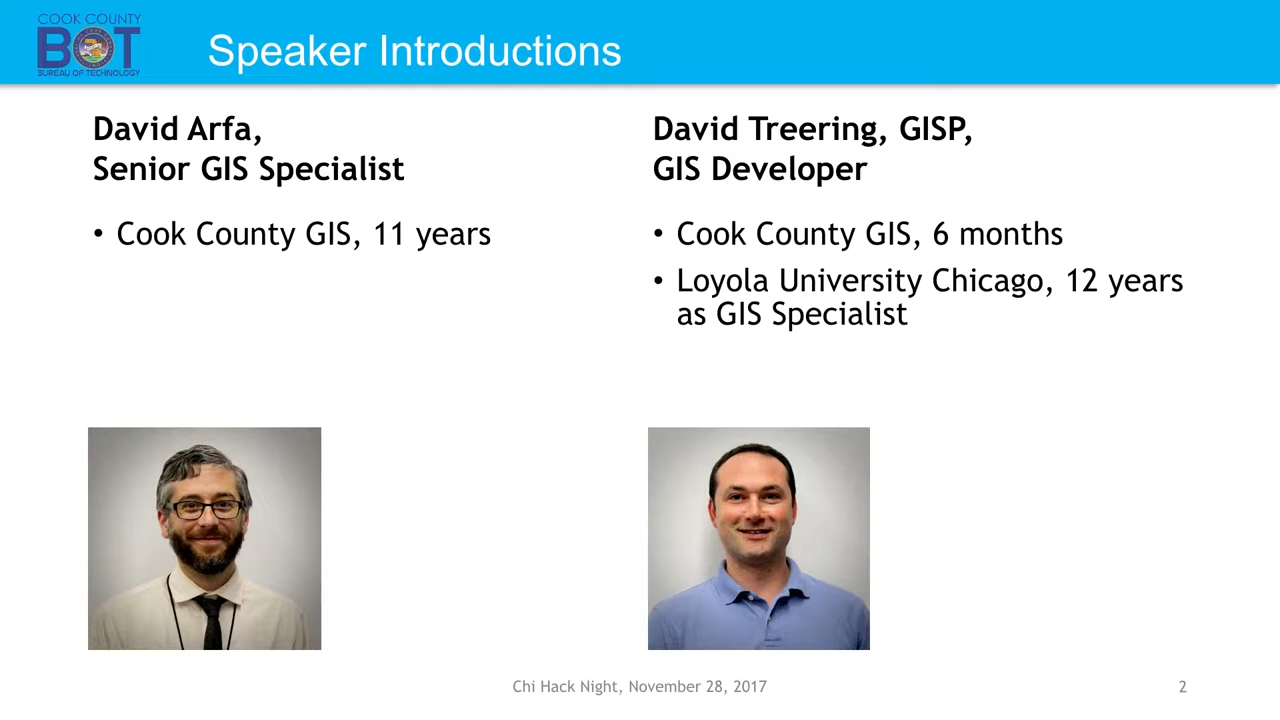 COOK COUNTY
BOT
BUREAU OF TECHNOLOGY
Speaker Introductions
David Arfa,
Senior GIS Specialist
• Cook County GIS, 11 years
David Treering, GISP,
GIS Developer
• Cook County GIS, 6 months
• Loyola University Chicago, 12 years
as GIS Specialist
Chi Hack Night, November 28, 2017
2